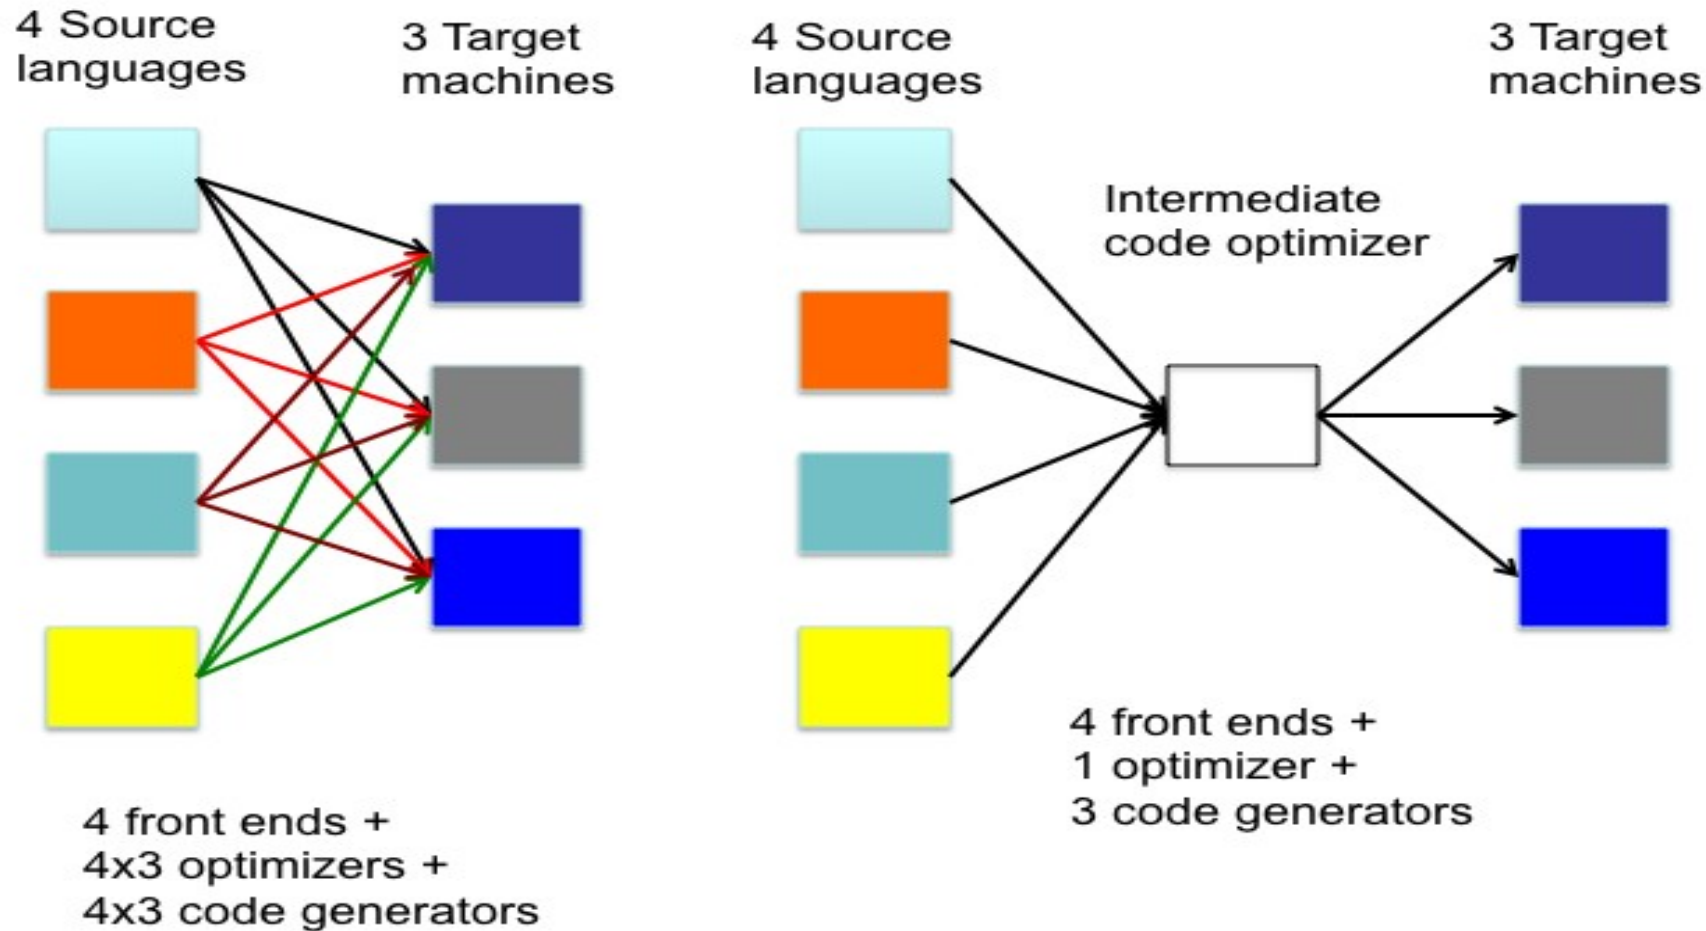 4 Source
languages
3 Target
machines
4 Source
languages
3 Target
machines
Intermediate
code optimizer
4 front ends +
1 optimizer +
3 code generators
4 front ends +
4x3 optimizers +
4x3 code generators